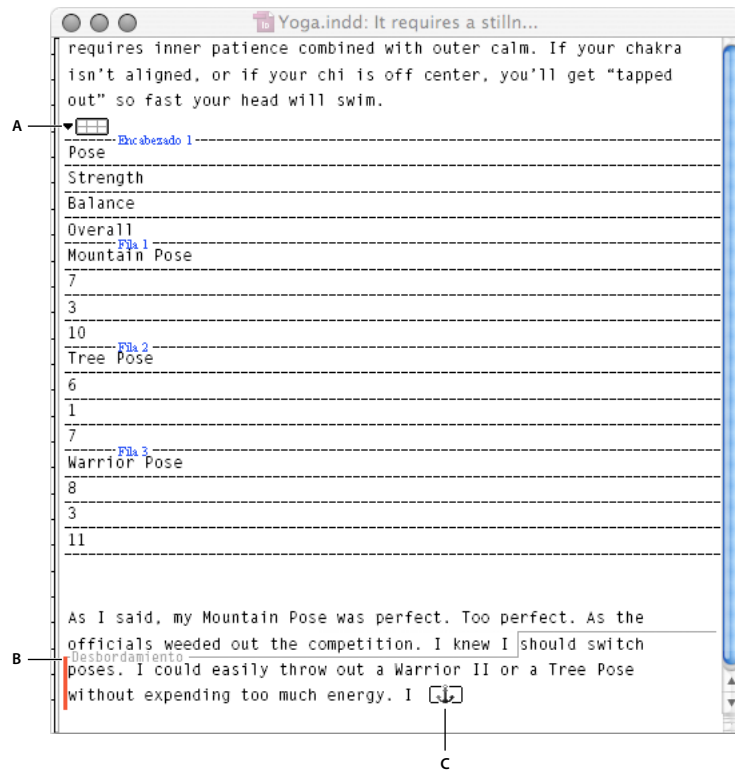 Yoga.indd: It requires a stilln...
requires inner patience combined with outer calm. If your chakra
isn't aligned, or if your chi is off center, you'll get “tapped
out” so fast your head will swim.
A
Encabezado 1
Pose
Strength
Balance
Overall
Fila 1
Mountain Pose
7
3
10
Fila 2
Tree Pose
6
1
7
Fila 3
Warrior Pose
8
3
11
As I said, my Mountain Pose was perfect. Too perfect. As the
officials weeded out the competition. I knew I should switch
B
Desbordamiento
poses. I could easily throw out a Warrior II or a Tree Pose
without expending too much energy. I
C